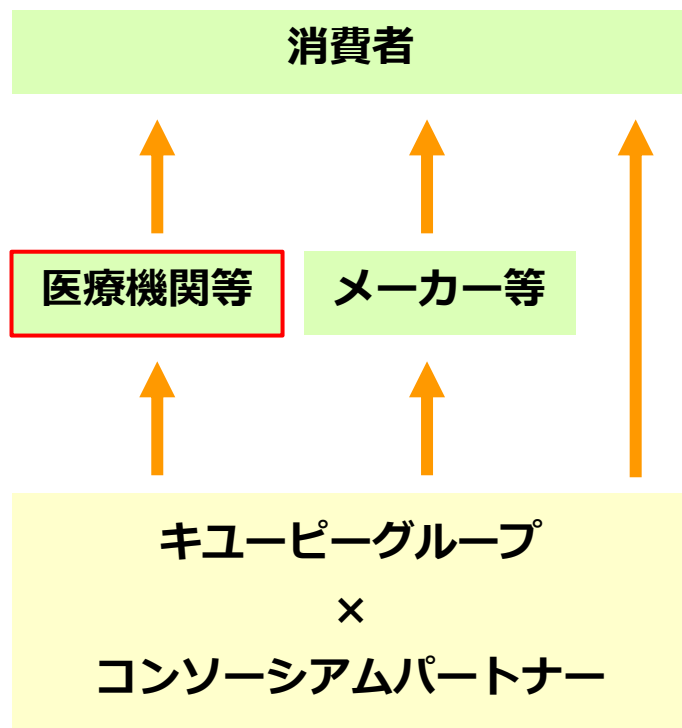 消費者
医療機関等
メーカー等
キユーピーグループ
×
コンソーシアムパートナー